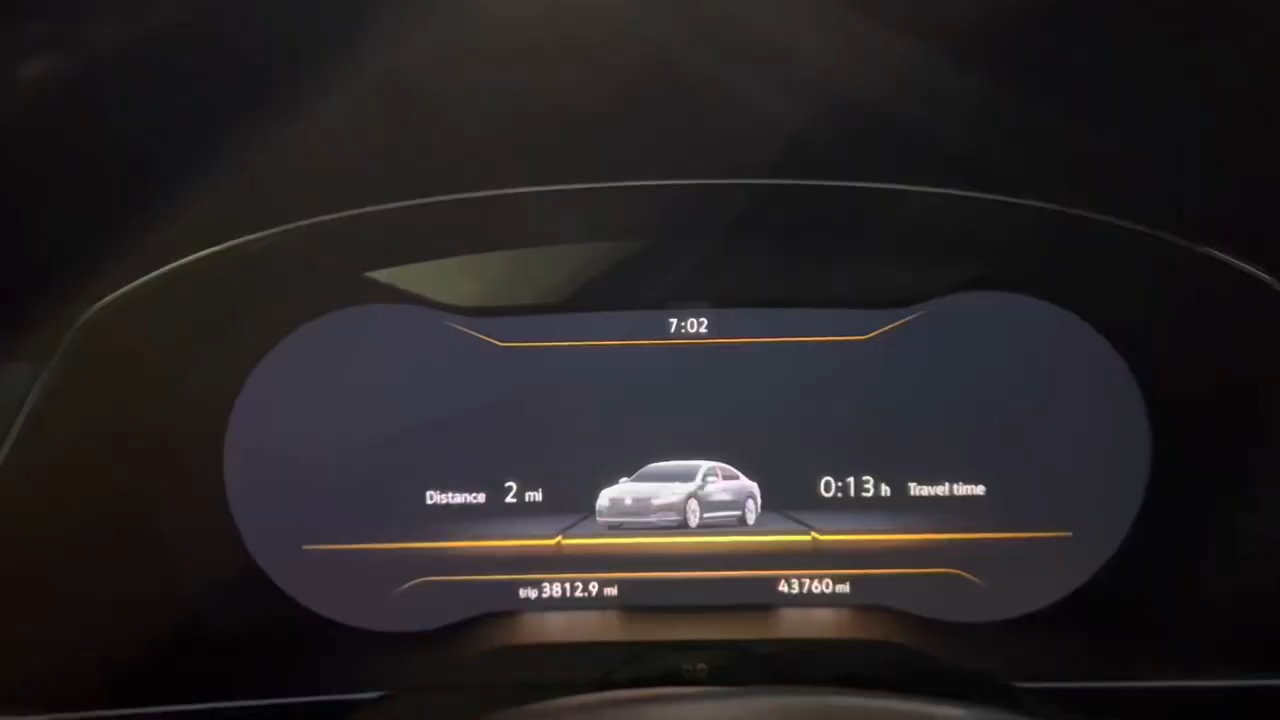 7:02
Distance 2 mi
0:13 h Travel time
trip 3812.9 mi
43760 mi